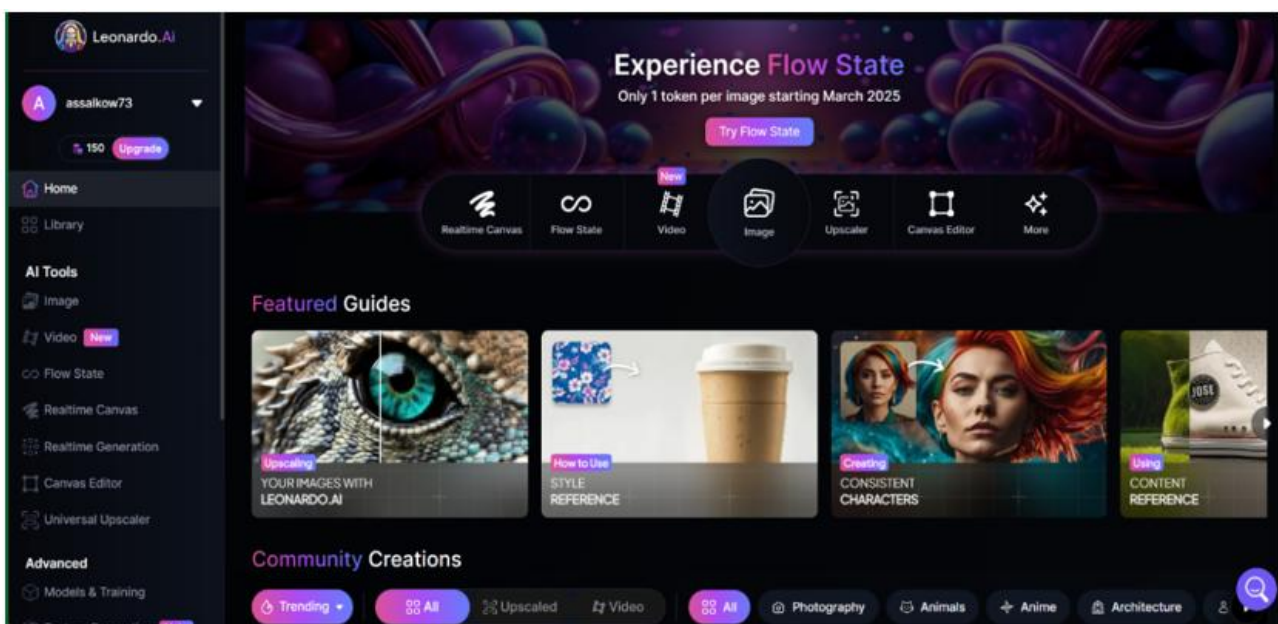 Leonardo.Ai
A
assalkow73
150 Upgrade
Home
Library
AI Tools
Image
Video New
Flow State
Realtime Canvas
Realtime Generation
Canvas Editor
Universal Upscaler
Advanced
Models & Training
Experience Flow State
Only 1 token per image starting March 2025
Try Flow State
New
Realtime Canvas Flow State Video Image Upscaler Canvas Editor More
Featured Guides
Upscaling
YOUR IMAGES WITH
LEONARDO.AI
How to Use
STYLE
REFERENCE
Creating
CONSISTENT
CHARACTERS
JOSE
Using
CONTENT
REFERENCE
Community Creations
Trending All Upscaled Video All Photography Animals Anime Architecture